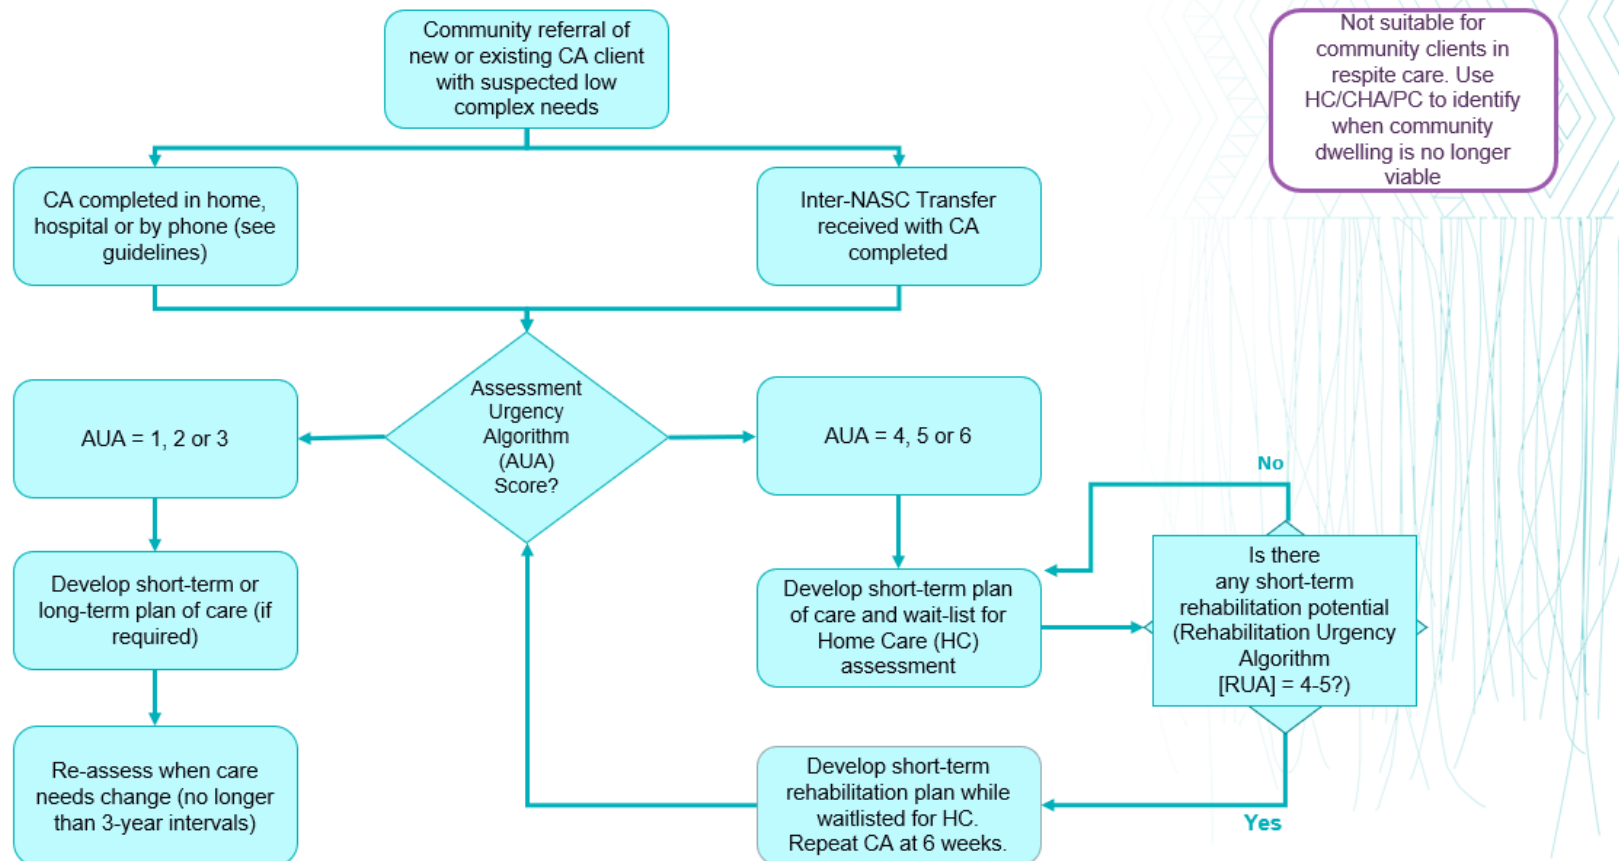 Community referral of
new or existing CA client
with suspected low
complex needs
Not suitable for
community clients in
respite care. Use
HC/CHA/PC to identify
when community
dwelling is no longer
viable
CA completed in home,
hospital or by phone (see
guidelines)
Inter-NASC Transfer
received with CA
completed
Assessment
Urgency
Algorithm
(AUA)
Score?
AUA = 1, 2 or 3
AUA = 4, 5 or 6
Develop short-term or
long-term plan of care (if
required)
Re-assess when care
needs change (no longer
than 3-year intervals)
Develop short-term plan
of care and wait-list for
Home Care (HC)
assessment
No
Is there
any short-term
rehabilitation potential
(Rehabilitation Urgency
Algorithm
[RUA] = 4-5?)
Yes
Develop short-term
rehabilitation plan while
waitlisted for HC.
Repeat CA at 6 weeks.